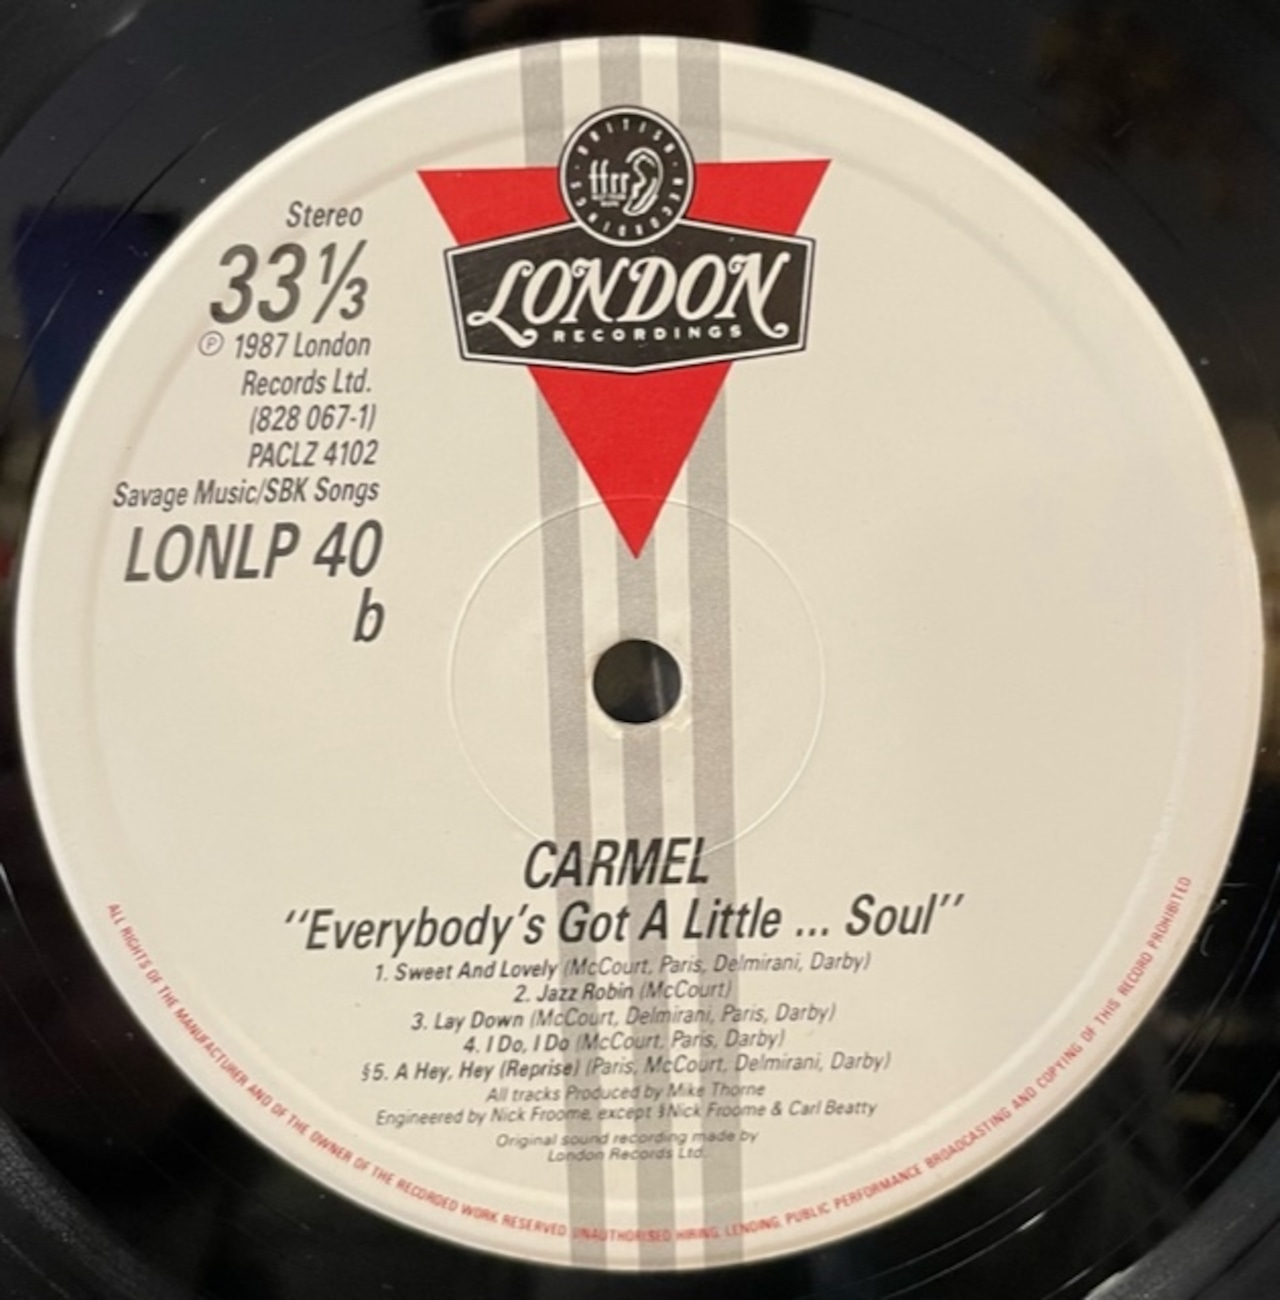 BRITISH RECORDINGS
ffrr
LONDON
RECORDINGS
Stereo
33⅓
℗ 1987 London
Records Ltd.
(828 067-1)
PACLZ 4102
Savage Music/SBK Songs
LONLP 40
b
CARMEL
"Everybody's Got A Little ... Soul"
1. Sweet And Lovely (McCourt, Paris, Delmirani, Darby)
2. Jazz Robin (McCourt)
3. Lay Down (McCourt, Delmirani, Paris, Darby)
4. I Do, I Do (McCourt, Paris, Darby)
§5. A Hey, Hey (Reprise) (Paris, McCourt, Delmirani, Darby)
All tracks Produced by Mike Thorne
Engineered by Nick Froome, except §Nick Froome & Carl Beatty
Original sound recording made by
London Records Ltd.
ALL RIGHTS OF THE MANUFACTURER AND OF THE OWNER OF THE RECORDED WORK RESERVED UNAUTHORISED HIRING, LENDING, PUBLIC PERFORMANCE BROADCASTING AND COPYING OF THIS RECORD PROHIBITED